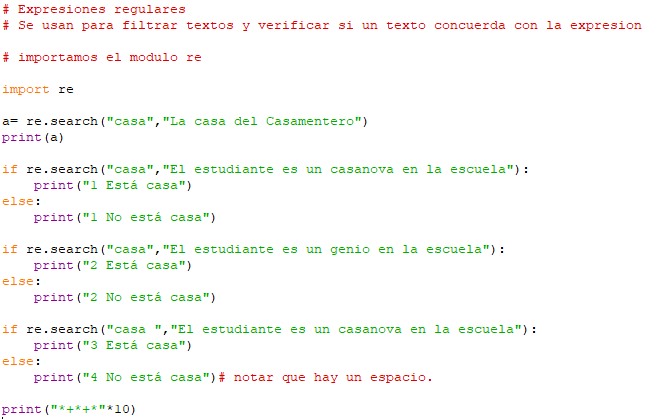 # Expresiones regulares
# Se usan para filtrar textos y verificar si un texto concuerda con la expresion
# importamos el modulo re
import re
a= re.search("casa","La casa del Casamentero")
print(a)
if re.search("casa","El estudiante es un casanova en la escuela"):
    print("1 Está casa")
else:
    print("1 No está casa")
if re.search("casa","El estudiante es un genio en la escuela"):
    print("2 Está casa")
else:
    print("2 No está casa")
if re.search("casa ","El estudiante es un casanova en la escuela"):
    print("3 Está casa")
else:
    print("4 No está casa")# notar que hay un espacio.
print("*+*+*"*10)